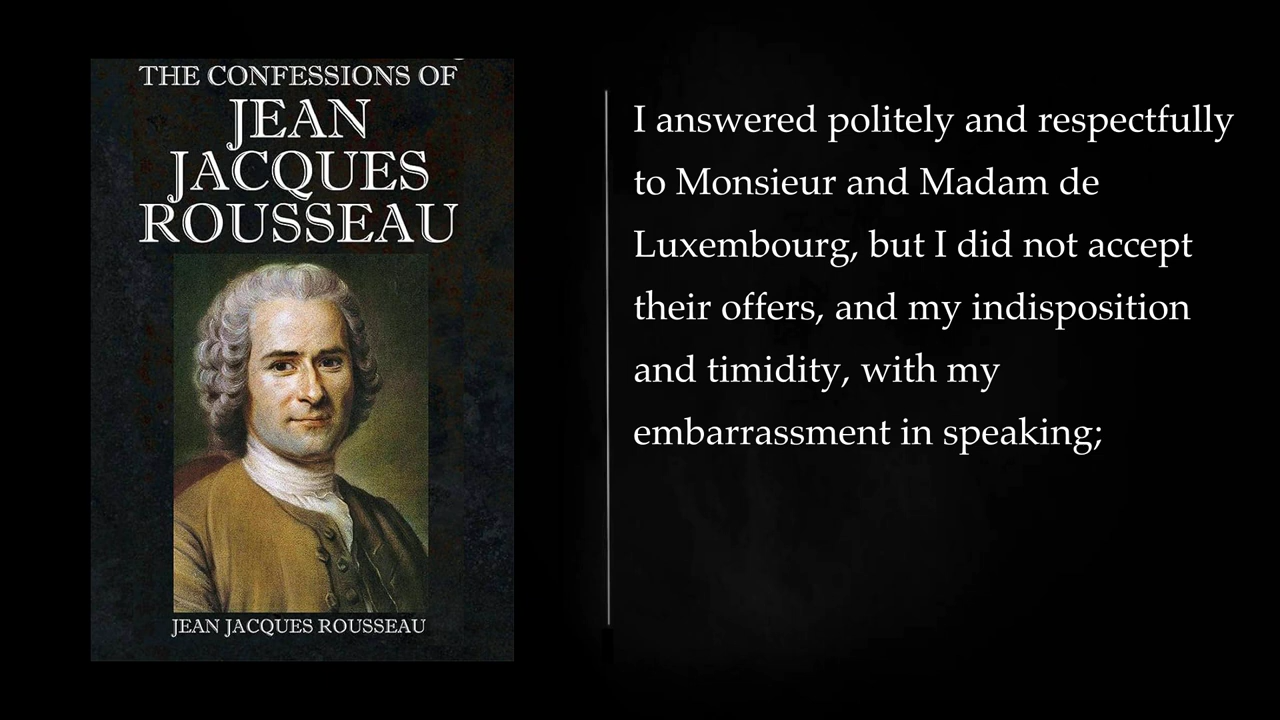 THE CONFESSIONS OF
JEAN
JACQUES
ROUSSEAU
JEAN JACQUES ROUSSEAU
I answered politely and respectfully
to Monsieur and Madam de
Luxembourg, but I did not accept
their offers, and my indisposition
and timidity, with my
embarrassment in speaking;